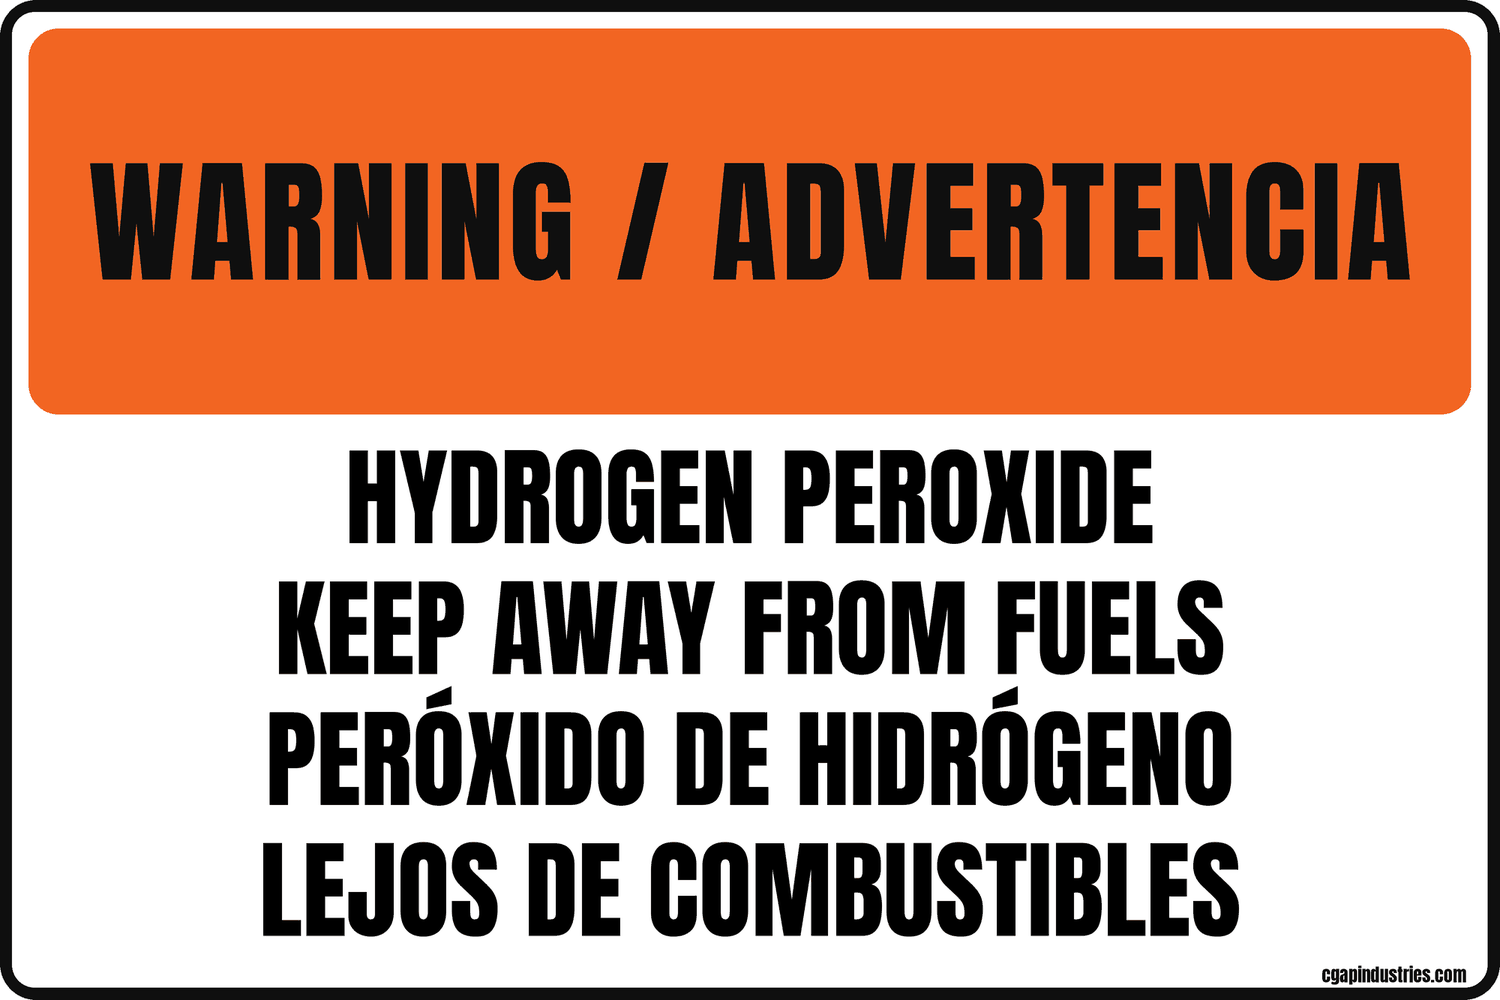 WARNING / ADVERTENCIA
HYDROGEN PEROXIDE
KEEP AWAY FROM FUELS
PERÓXIDO DE HIDRÓGENO
LEJOS DE COMBUSTIBLES
cgapindustries.com